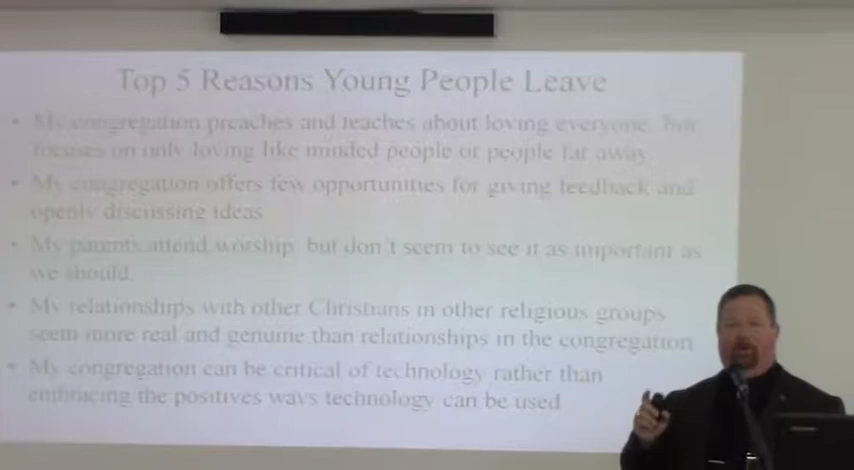 Top 5 Reasons Young People Leave
• My congregation preaches and teaches about loving everyone, but
focuses on only loving like minded people or people far away
• My congregation offers few opportunities for giving feedback and
openly discussing ideas
• My parents attend worship, but don't seem to see it as important as
we should.
• My relationships with other Christians in other religious groups
seem more real and genuine than relationships in the congregation
• My congregation can be critical of technology rather than
embracing the positives ways technology can be used